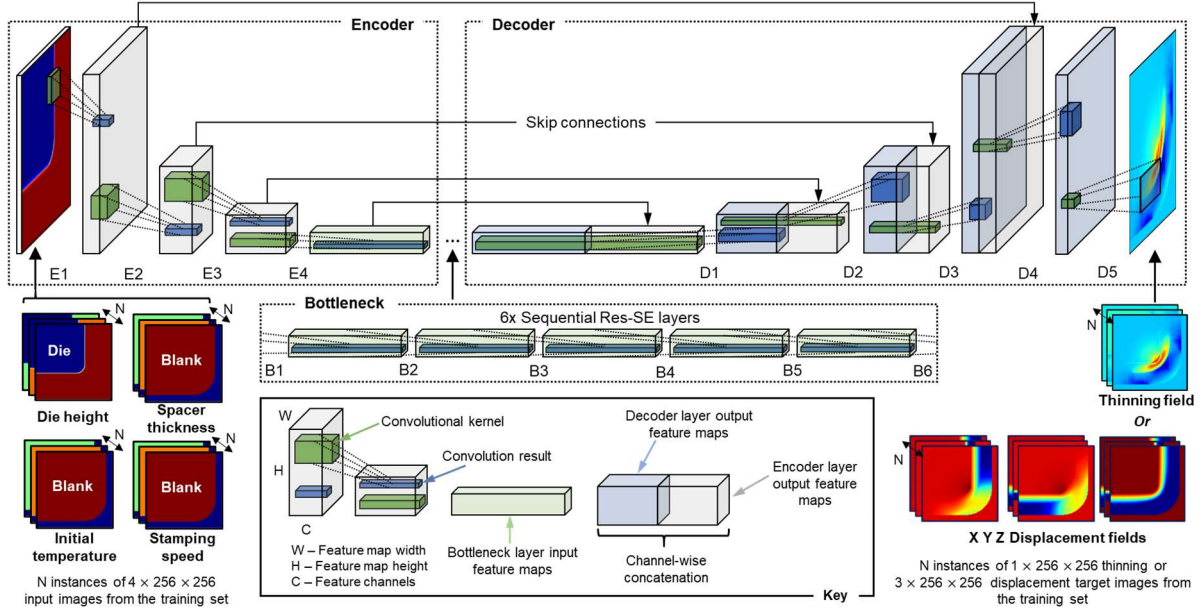 Encoder
Decoder
Skip connections
...
E1
E2
E3
E4
D1
D2
D3
D4
D5
N
Die
Die height
N
Blank
Spacer
thickness
Blank
Initial
temperature
N
Blank
Stamping
speed
N instances of 4 × 256 × 256
input images from the training set
Bottleneck
6x Sequential Res-SE layers
B1
B2
B3
B4
B5
B6
W
H
C
Convolutional kernel
Convolution result
W – Feature map width
H – Feature map height
C – Feature channels
Bottleneck layer input
feature maps
Decoder layer output
feature maps
Encoder layer
output feature
maps
Channel-wise
concatenation
Key
N
Thinning field
Or
N
X Y Z Displacement fields
N instances of 1 × 256 × 256 thinning or
3 × 256 × 256 displacement target images from
the training set